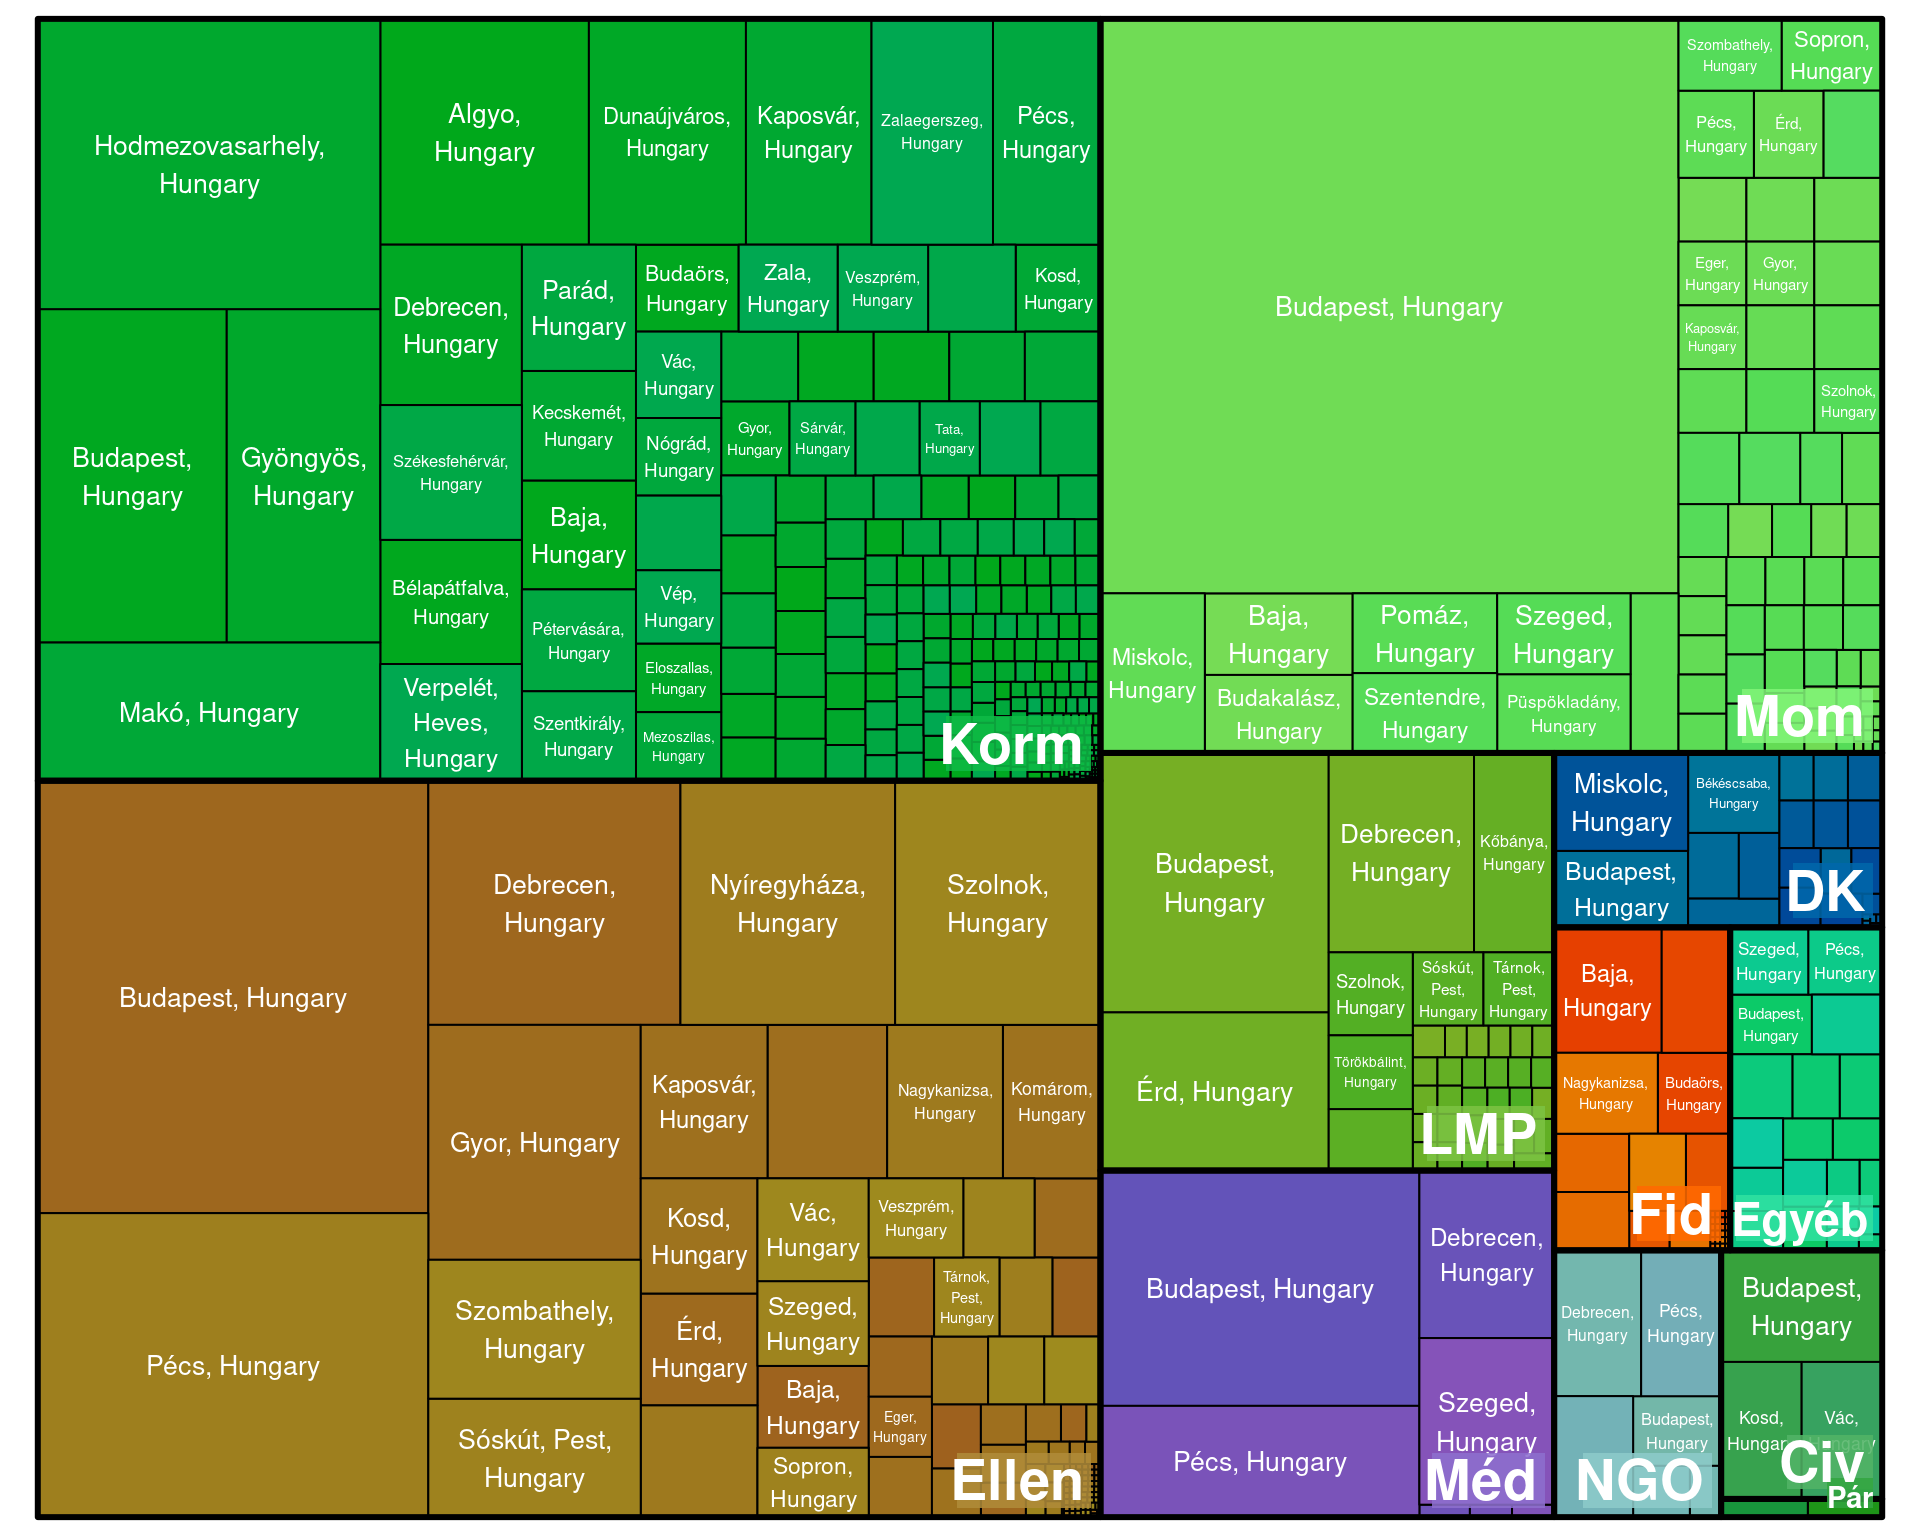 Hodmezovasarhely,
Hungary
Budapest,
Hungary
Gyöngyös,
Hungary
Makó, Hungary
Algyo,
Hungary
Dunaújváros,
Hungary
Kaposvár,
Hungary
Zalaegerszeg,
Hungary
Pécs,
Hungary
Debrecen,
Hungary
Székesfehérvár,
Hungary
Bélapátfalva,
Hungary
Verpelét,
Heves,
Hungary
Parád,
Hungary
Kecskemét,
Hungary
Baja,
Hungary
Pétervására,
Hungary
Szentkirály,
Hungary
Budaörs,
Hungary
Zala,
Hungary
Veszprém,
Hungary
Kosd,
Hungary
Vác,
Hungary
Nógrád,
Hungary
Vép,
Hungary
Eloszallas,
Hungary
Mezoszilas,
Hungary
Gyor,
Hungary
Sárvár,
Hungary
Tata,
Hungary
Korm
Budapest, Hungary
Miskolc,
Hungary
Baja,
Hungary
Budakalász,
Hungary
Pomáz,
Hungary
Szentendre,
Hungary
Szeged,
Hungary
Püspökladány,
Hungary
Szombathely,
Hungary
Sopron,
Hungary
Pécs,
Hungary
Érd,
Hungary
Eger,
Hungary
Gyor,
Hungary
Kaposvár,
Hungary
Szolnok,
Hungary
Mom
Budapest, Hungary
Pécs, Hungary
Debrecen,
Hungary
Nyíregyháza,
Hungary
Szolnok,
Hungary
Gyor, Hungary
Szombathely,
Hungary
Sóskút, Pest,
Hungary
Kaposvár,
Hungary
Nagykanizsa,
Hungary
Komárom,
Hungary
Kosd,
Hungary
Érd,
Hungary
Vác,
Hungary
Szeged,
Hungary
Baja,
Hungary
Sopron,
Hungary
Veszprém,
Hungary
Tárnok,
Pest,
Hungary
Eger,
Hungary
Ellen
Budapest,
Hungary
Érd, Hungary
Debrecen,
Hungary
Kőbánya,
Hungary
Szolnok,
Hungary
Törökbálint,
Hungary
Sóskút,
Pest,
Hungary
Tárnok,
Pest,
Hungary
LMP
Budapest, Hungary
Pécs, Hungary
Debrecen,
Hungary
Szeged,
Hungary
Méd
Miskolc,
Hungary
Budapest,
Hungary
Békéscsaba,
Hungary
DK
Baja,
Hungary
Nagykanizsa,
Hungary
Budaörs,
Hungary
Fid
Szeged,
Hungary
Pécs,
Hungary
Budapest,
Hungary
Egyéb
Debrecen,
Hungary
Pécs,
Hungary
Budapest,
Hungary
NGO
Budapest,
Hungary
Kosd,
Hungary
Vác,
Hungary
Civ
Pár